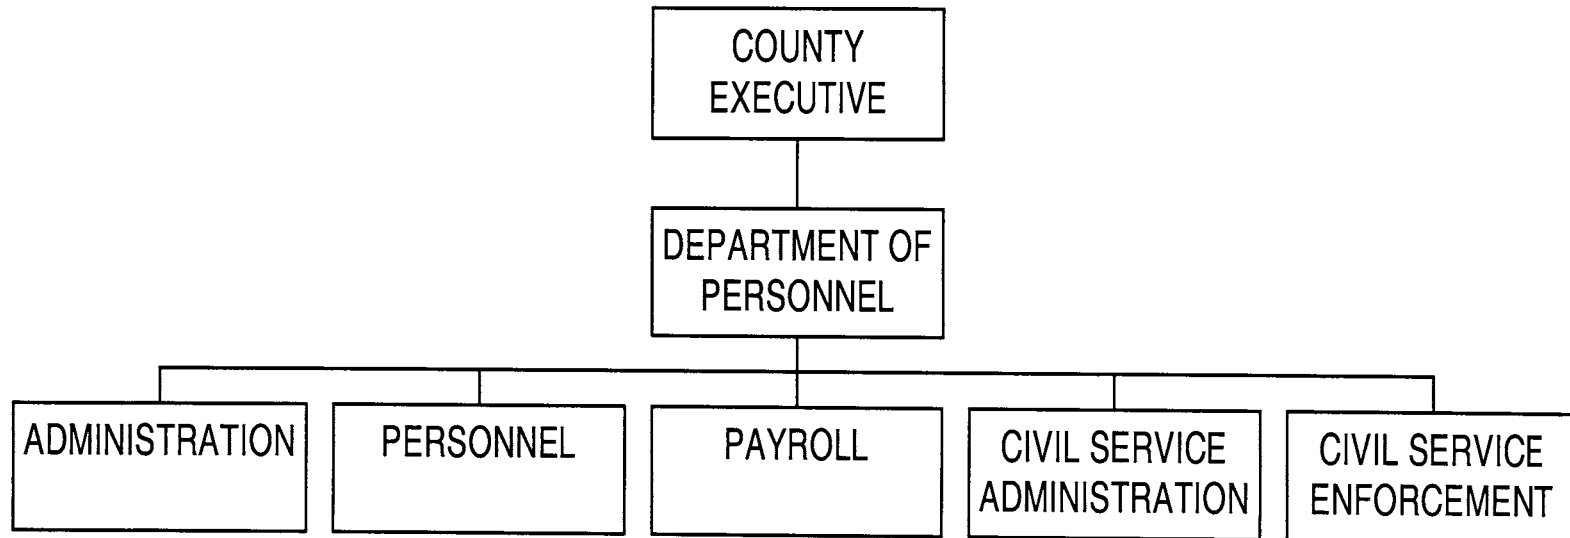 COUNTY
EXECUTIVE
DEPARTMENT OF
PERSONNEL
ADMINISTRATION
PERSONNEL
PAYROLL
CIVIL SERVICE
ADMINISTRATION
CIVIL SERVICE
ENFORCEMENT